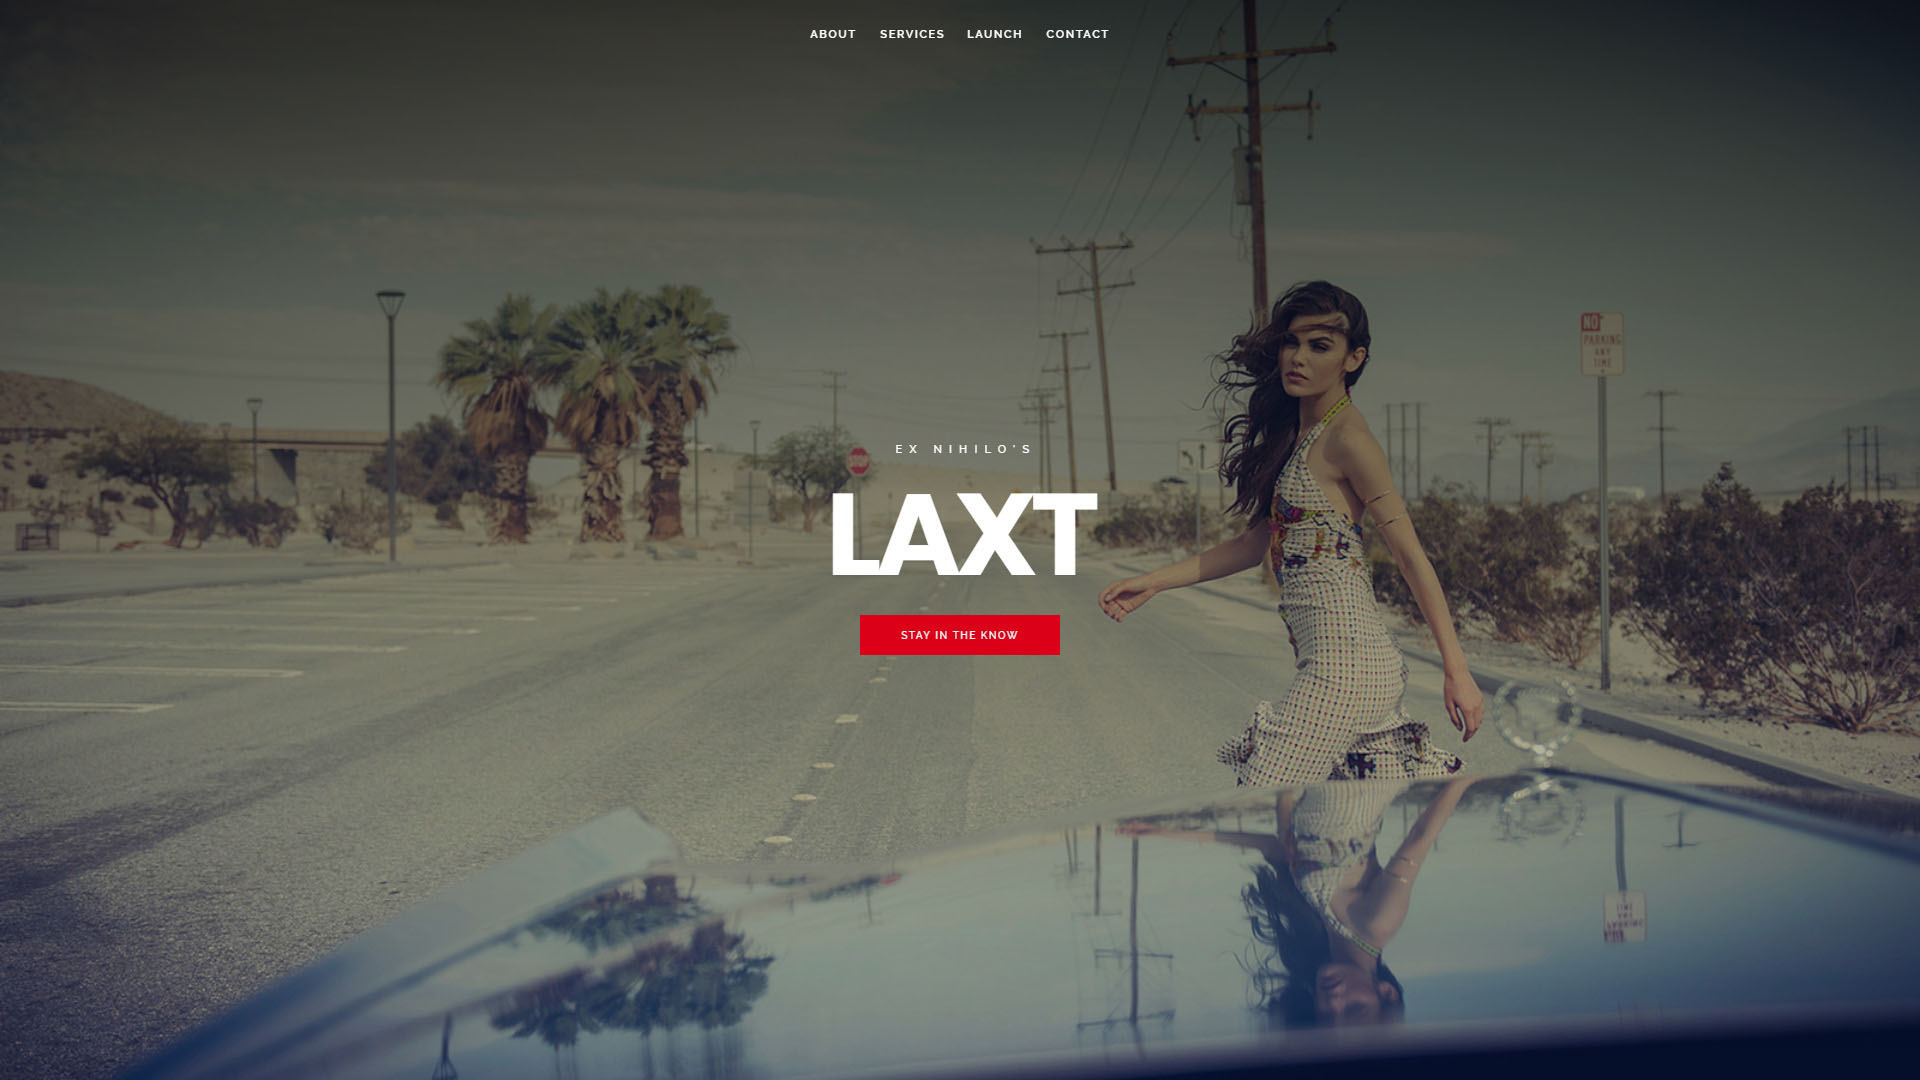 ABOUT SERVICES LAUNCH CONTACT
NO
PARKING
ANY
TIME
STOP
EX NIHILO'S
LAXT
STAY IN THE KNOW